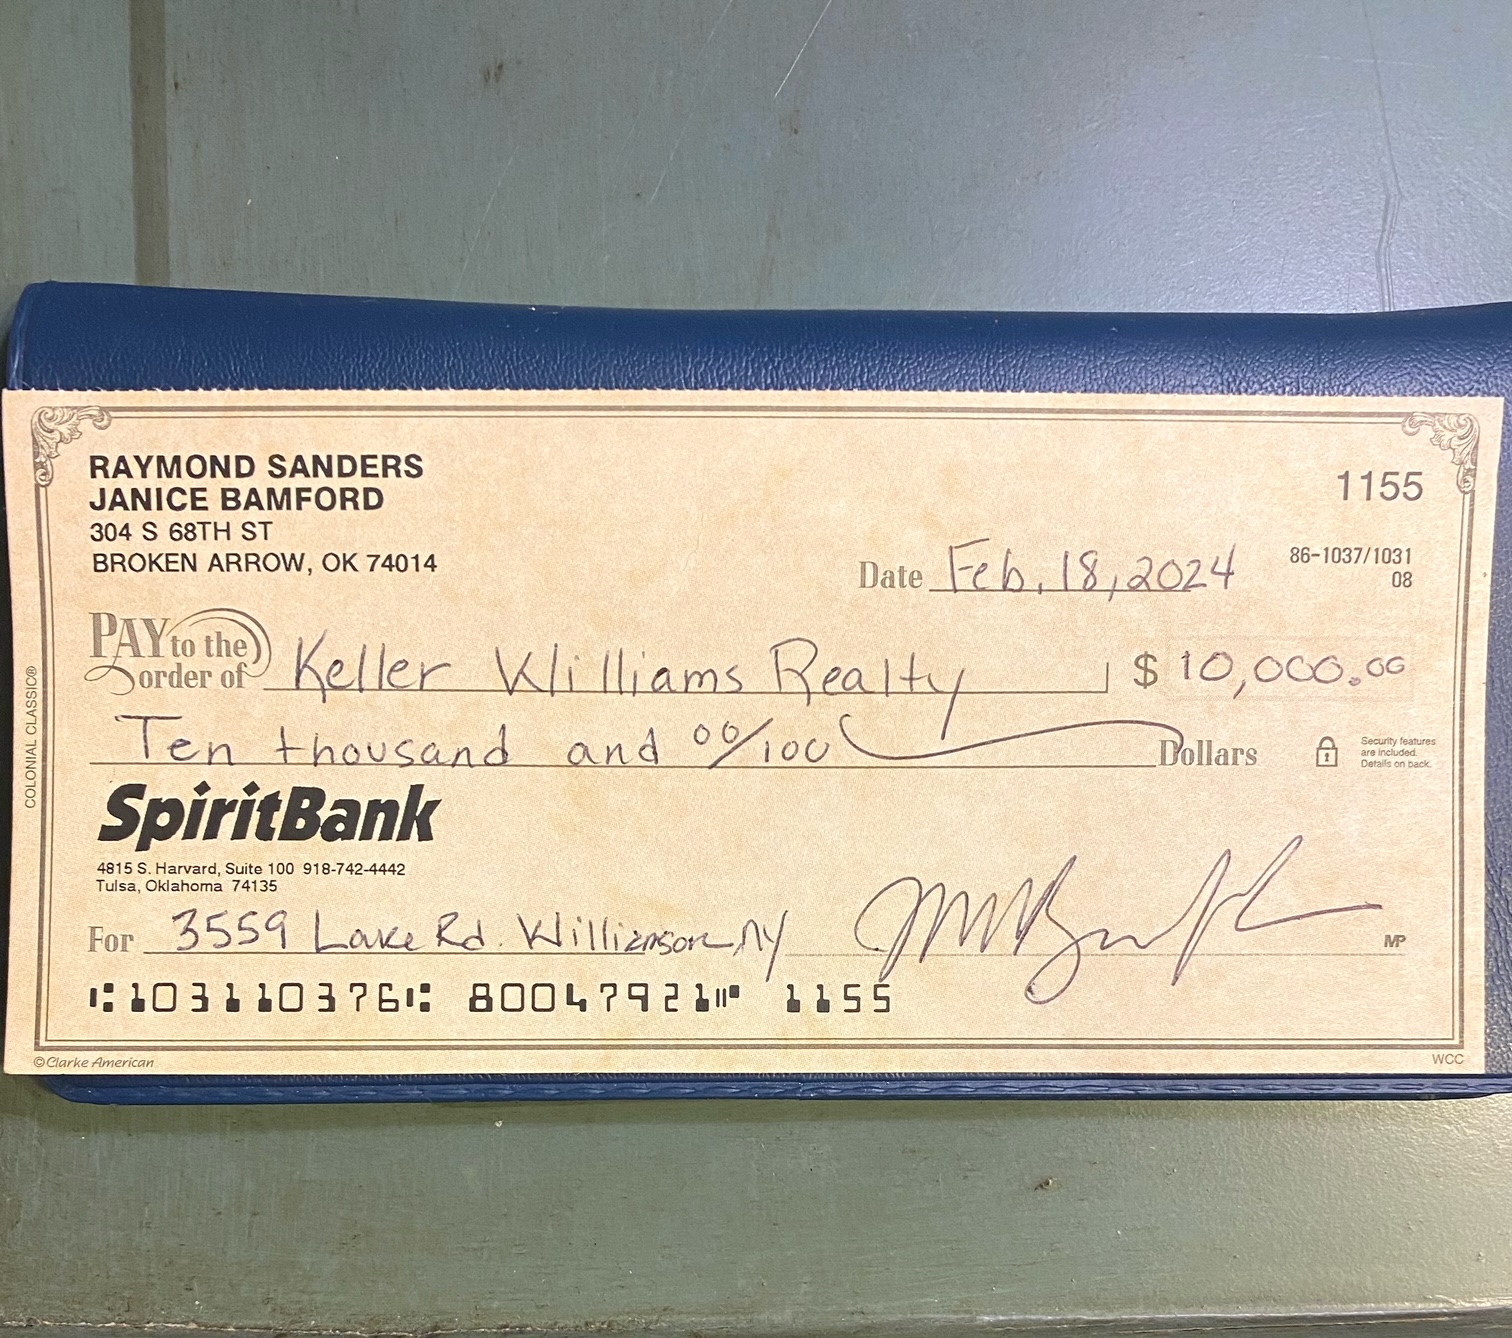 RAYMOND SANDERS
JANICE BAMFORD
304 S 68TH ST
BROKEN ARROW, OK 74014
1155
86-1037/1031
08
Date Feb. 18, 2024
PAY to the order of Keller Williams Realty $ 10,000.00
Ten thousand and 00/100 Dollars
Security features
are included.
Details on back.
COLONIAL CLASSIC®
SpiritBank
4815 S. Harvard, Suite 100 918-742-4442
Tulsa, Oklahoma 74135
For 3559 Lake Rd. Williamson NY
MP
⑆103110376⑆ 80047921⑈ 1155
©Clarke American
WCC